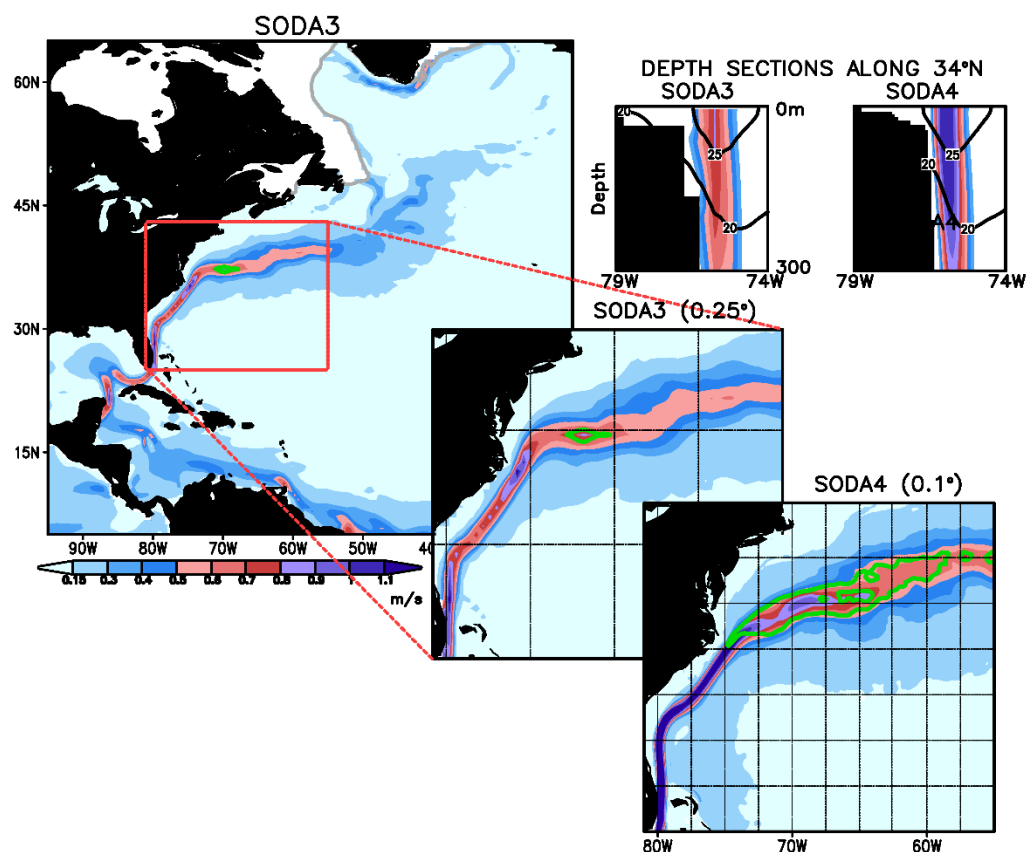 SODA3
DEPTH SECTIONS ALONG 34°N
SODA3
SODA4
60N
45N
30N
15N
90W 80W 70W 60W 50W
0.15 0.3 0.4 0.5 0.6 0.7 0.8 0.9 1 1.1
m/s
20
25
20
0m
Depth
300
79W 74W
20
25
20
A4
79W 74W
SODA3 (0.25°)
SODA4 (0.1°)
80W 70W 60W